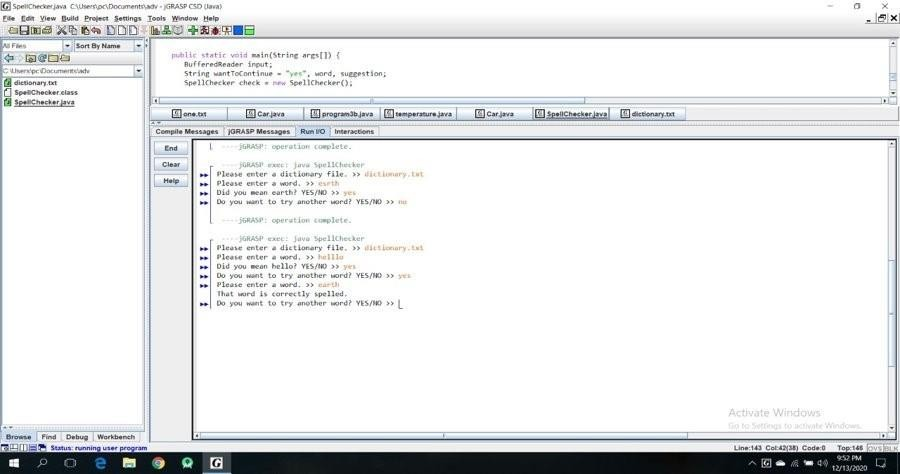 SpellChecker.java C:\Users\pc\Documents\adv - jGRASP CSD (Java)
File Edit View Build Project Settings Tools Window Help
All Files Sort By Name
C:\Users\pc\Documents\adv
dictionary.txt
SpellChecker.class
SpellChecker.java
public static void main(String args[]) {
BufferedReader input;
String wantToContinue = "yes", word, suggestion;
SpellChecker check = new SpellChecker();
one.txt Car.java program3b.java temperature.java Car.java SpellChecker.java dictionary.txt
Compile Messages jGRASP Messages Run I/O Interactions
End
Clear
Help
----jGRASP: operation complete.
----jGRASP exec: java SpellChecker
Please enter a dictionary file. >> dictionary.txt
Please enter a word. >> esrth
Did you mean earth? YES/NO >> yes
Do you want to try another word? YES/NO >> no
----jGRASP: operation complete.
----jGRASP exec: java SpellChecker
Please enter a dictionary file. >> dictionary.txt
Please enter a word. >> helllo
Did you mean hello? YES/NO >> yes
Do you want to try another word? YES/NO >> yes
Please enter a word. >> earth
That word is correctly spelled.
Do you want to try another word? YES/NO >>
Activate Windows
Go to Settings to activate Windows.
Browse Find Debug Workbench
Status: running user program
Line:143 Col:42(38) Code:0 Top:146 OVS BLK
9:52 PM
12/13/2020